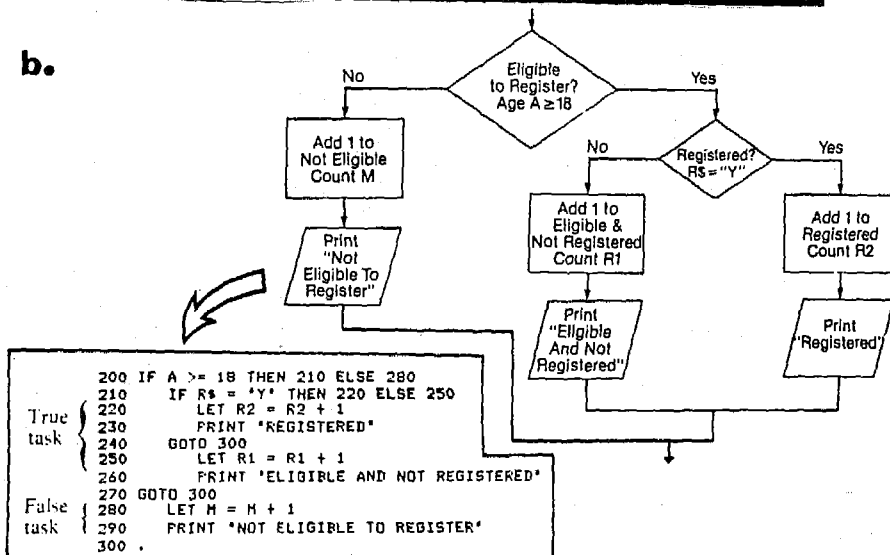 b.
Eligible
to Register?
Age A ≥ 18
No
Yes
Add 1 to
Not Eligible
Count M
Registered?
R$ = "Y"
No
Yes
Print
"Not
Eligible To
Register"
Add 1 to
Eligible &
Not Registered
Count R1
Add 1 to
Registered
Count R2
Print
"Eligible
And Not
Registered"
Print
"Registered"
200 IF A >= 18 THEN 210 ELSE 280
210 IF R$ = "Y" THEN 220 ELSE 250
220 LET R2 = R2 + 1
230 PRINT "REGISTERED"
240 GOTO 300
250 LET R1 = R1 + 1
260 PRINT "ELIGIBLE AND NOT REGISTERED"
270 GOTO 300
280 LET M = M + 1
290 PRINT "NOT ELIGIBLE TO REGISTER"
300 .
True
task
False
task